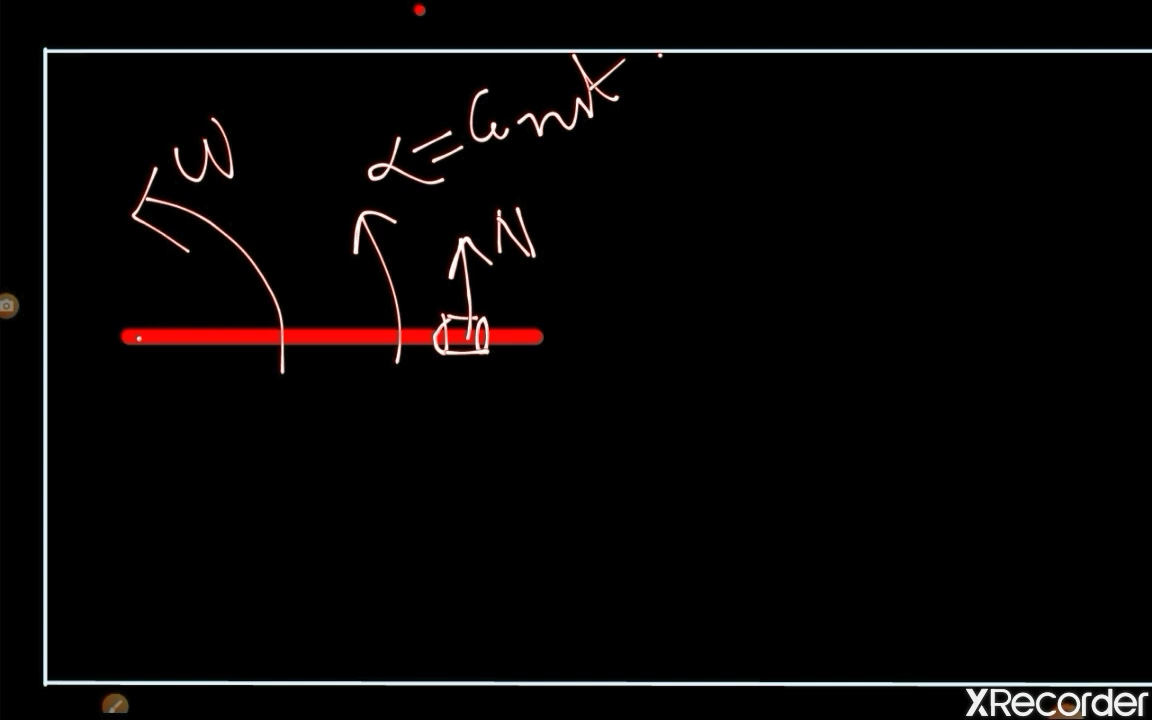 α = Const
W
N
XRecorder